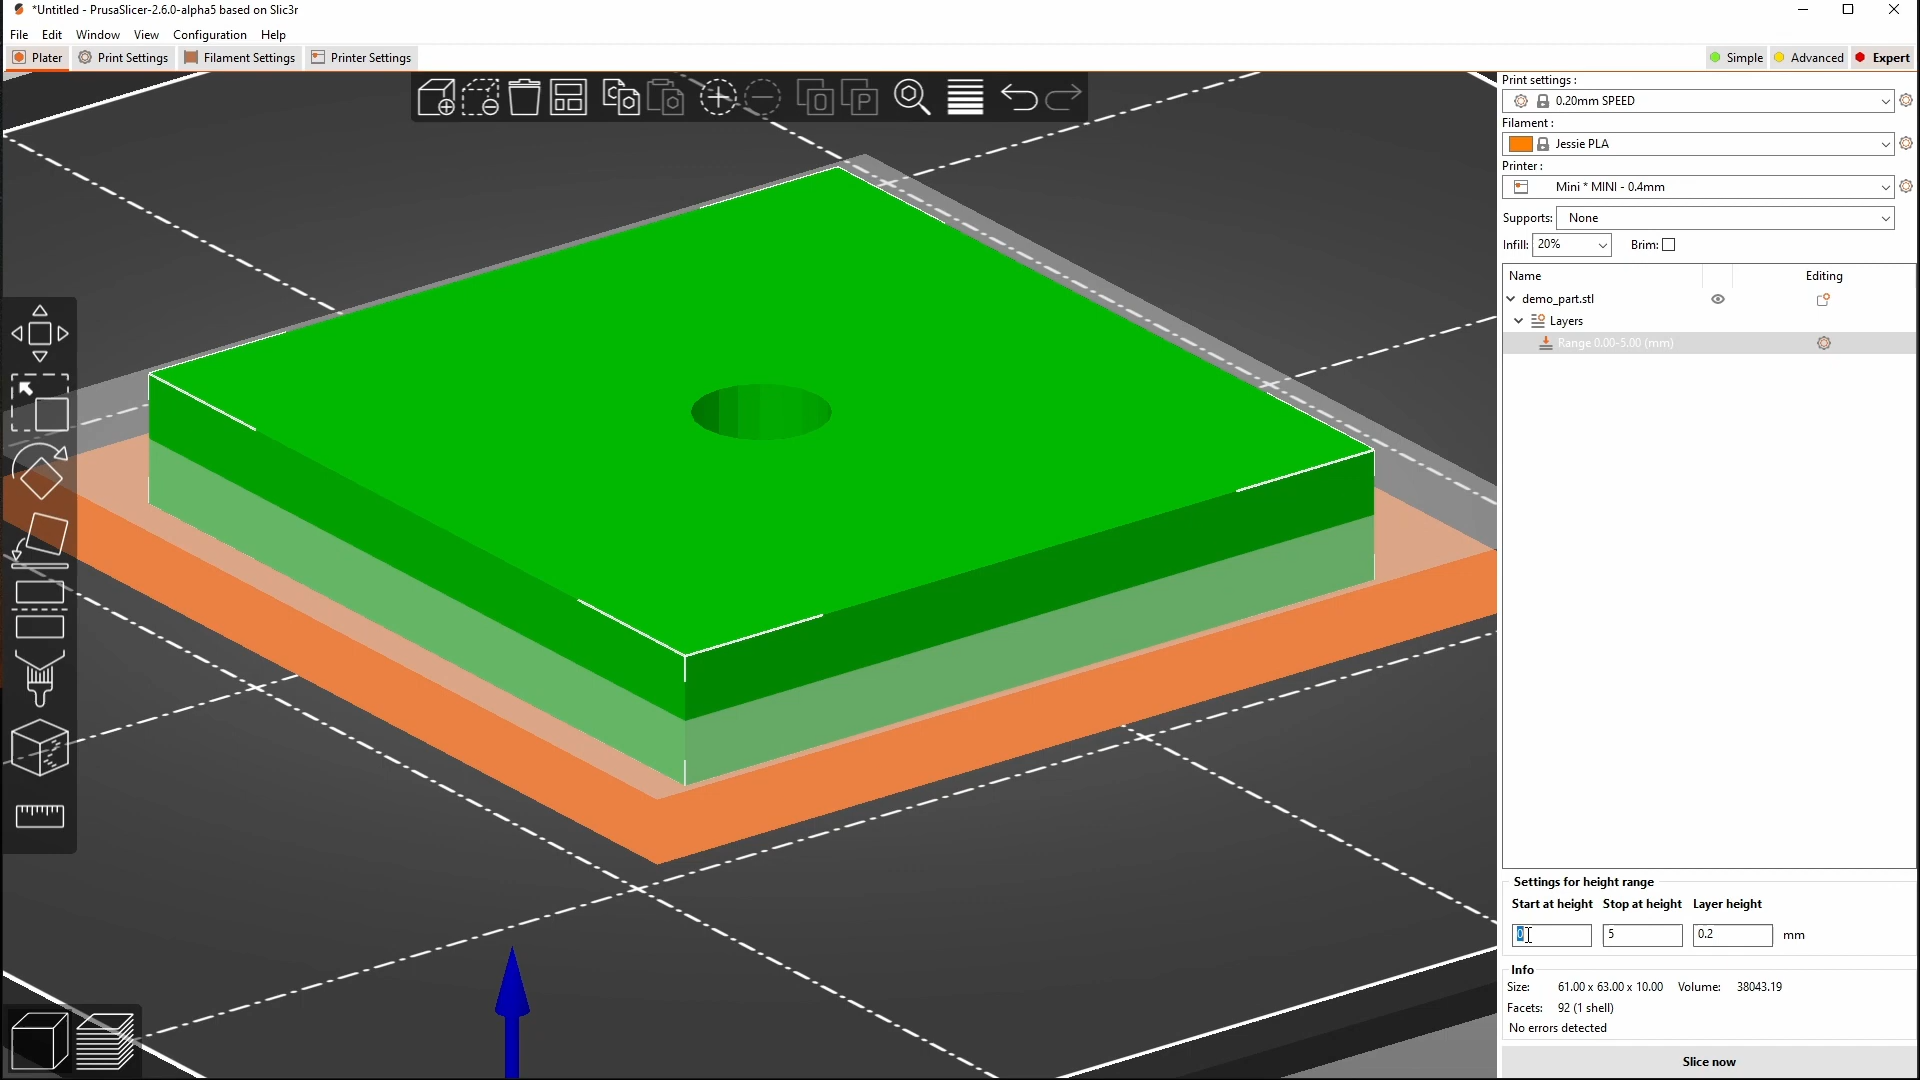 *Untitled - PrusaSlicer-2.6.0-alpha5 based on Slic3r
File Edit Window View Configuration Help
Plater Print Settings Filament Settings Printer Settings
Simple Advanced Expert
Print settings :
0.20mm SPEED
Filament :
Jessie PLA
Printer :
Mini * MINI - 0.4mm
Supports: None
Infill: 20% Brim:
Name Editing
demo_part.stl
Layers
Range 0.00-5.00 (mm)
Settings for height range
Start at height Stop at height Layer height
0 5 0.2 mm
Info
Size: 61.00 x 63.00 x 10.00 Volume: 38043.19
Facets: 92 (1 shell)
No errors detected
Slice now